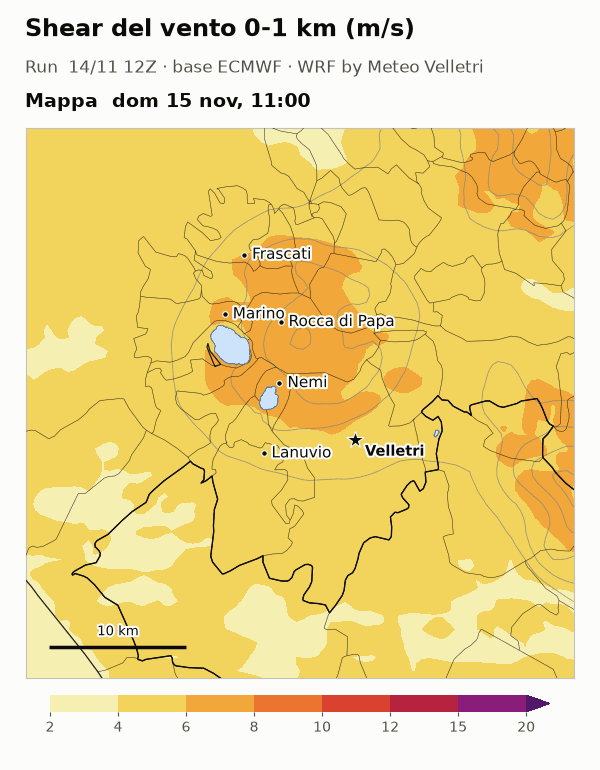 Shear del vento 0-1 km (m/s)
Run  14/11 12Z · base ECMWF · WRF by Meteo Velletri
Mappa  dom 15 nov, 11:00
Frascati
Marino
Rocca di Papa
Nemi
Velletri
Lanuvio
10 km
2 4 6 8 10 12 15 20